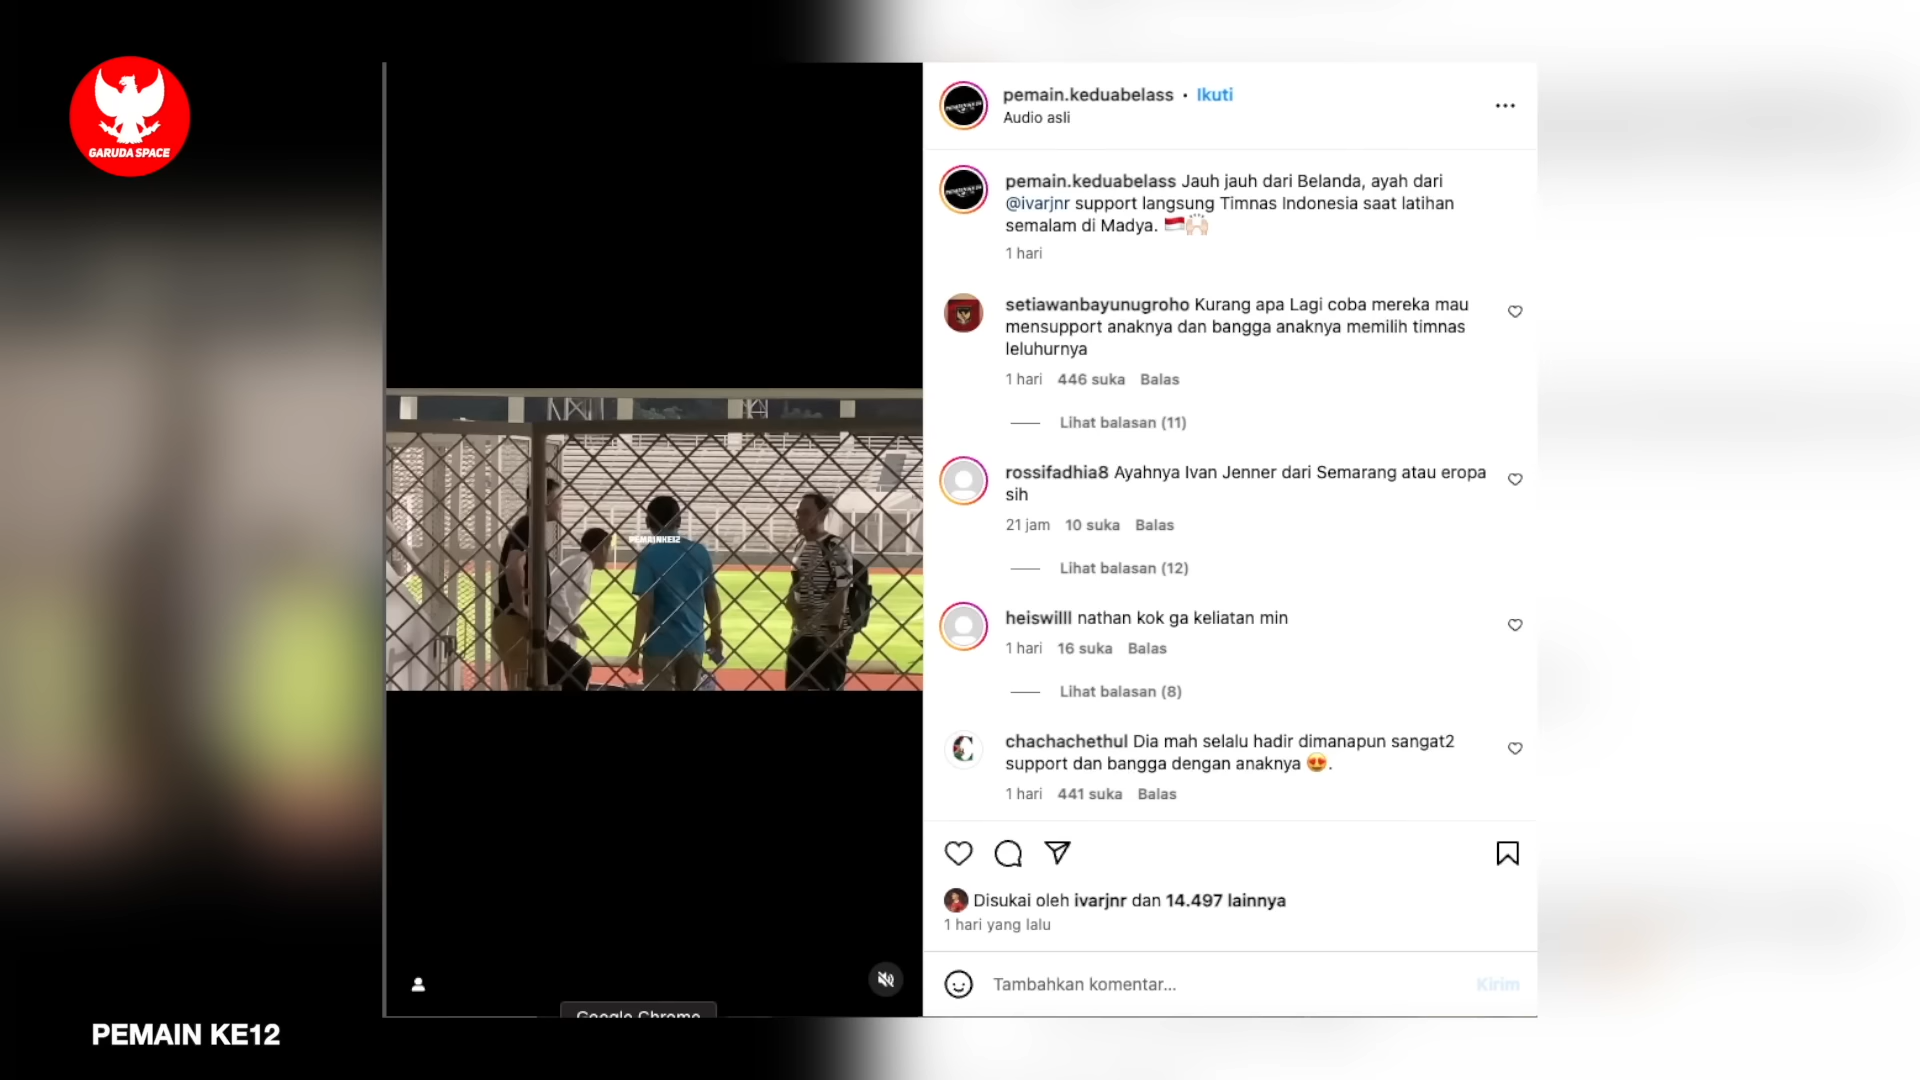 GARUDA SPACE
pemain.keduabelass • Ikuti
Audio asli
pemain.keduabelass Jauh jauh dari Belanda, ayah dari
@ivarjnr support langsung Timnas Indonesia saat latihan
semalam di Madya. 🇮🇩🙌🏻
1 hari
setiawanbayunugroho Kurang apa Lagi coba mereka mau
mensupport anaknya dan bangga anaknya memilih timnas
leluhurnya
1 hari 446 suka Balas
Lihat balasan (11)
rossifadhia8 Ayahnya Ivan Jenner dari Semarang atau eropa
sih
21 jam 10 suka Balas
Lihat balasan (12)
heiswilll nathan kok ga keliatan min
1 hari 16 suka Balas
Lihat balasan (8)
chachachethul Dia mah selalu hadir dimanapun sangat2
support dan bangga dengan anaknya 😍.
1 hari 441 suka Balas
Disukai oleh ivarjnr dan 14.497 lainnya
1 hari yang lalu
Tambahkan komentar...
Kirim
PEMAINKE12
Google Chrome
PEMAIN KE12